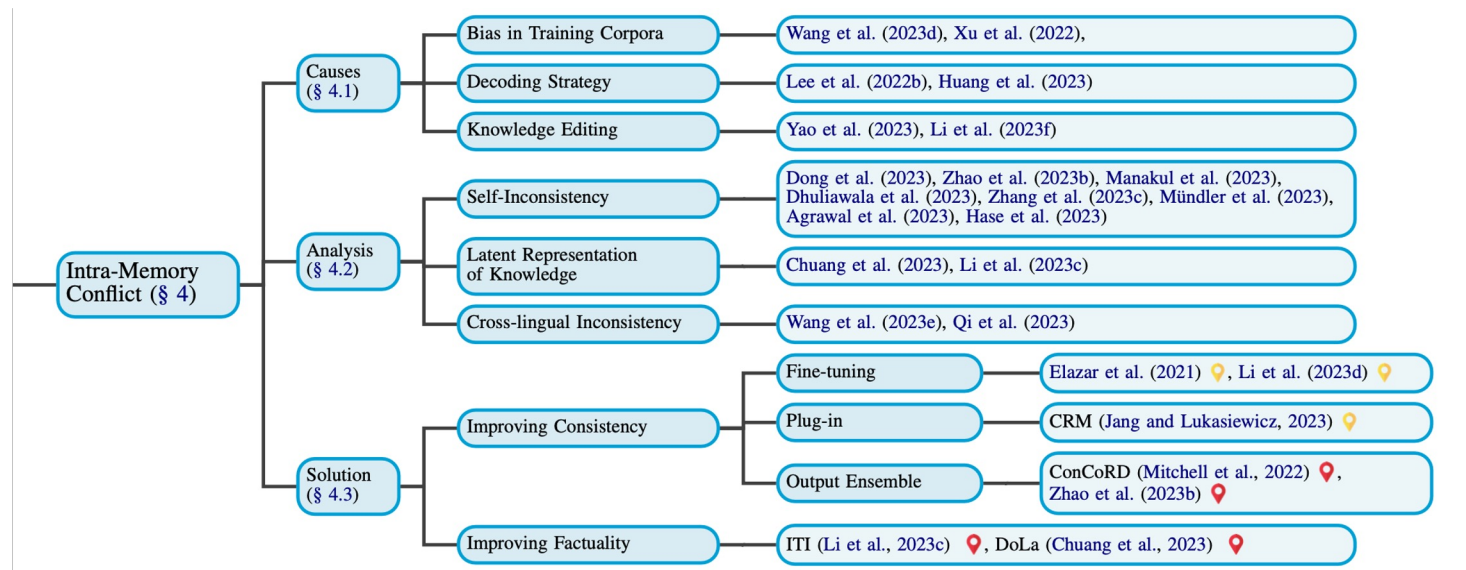 Intra-Memory
Conflict (§ 4)
Causes
(§ 4.1)
Bias in Training Corpora
Wang et al. (2023d), Xu et al. (2022),
Decoding Strategy
Lee et al. (2022b), Huang et al. (2023)
Knowledge Editing
Yao et al. (2023), Li et al. (2023f)
Analysis
(§ 4.2)
Self-Inconsistency
Dong et al. (2023), Zhao et al. (2023b), Manakul et al. (2023),
Dhuliawala et al. (2023), Zhang et al. (2023c), Mündler et al. (2023),
Agrawal et al. (2023), Hase et al. (2023)
Latent Representation
of Knowledge
Chuang et al. (2023), Li et al. (2023c)
Cross-lingual Inconsistency
Wang et al. (2023e), Qi et al. (2023)
Solution
(§ 4.3)
Improving Consistency
Fine-tuning
Elazar et al. (2021) , Li et al. (2023d)
Plug-in
CRM (Jang and Lukasiewicz, 2023)
Output Ensemble
ConCoRD (Mitchell et al., 2022) ,
Zhao et al. (2023b)
Improving Factuality
ITI (Li et al., 2023c) , DoLa (Chuang et al., 2023)